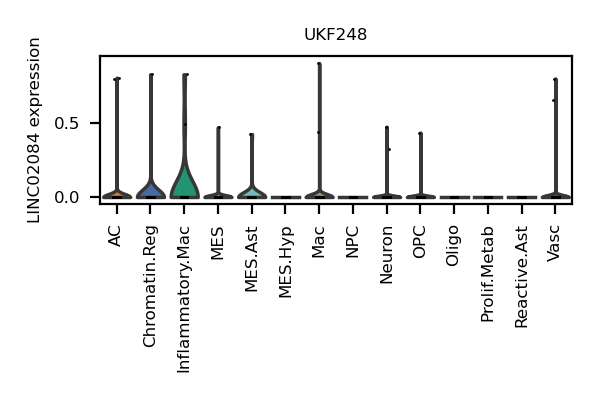 UKF248
LINC02084 expression
0.5
0.0
AC
Chromatin.Reg
Inflammatory.Mac
MES
MES.Ast
MES.Hyp
Mac
NPC
Neuron
OPC
Oligo
Prolif.Metab
Reactive.Ast
Vasc